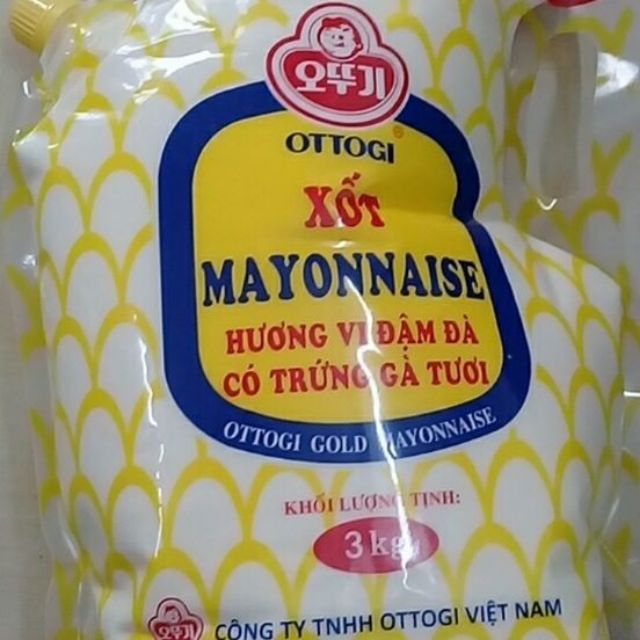 오뚜기
OTTOGI
®
XỐT
MAYONNAISE
HƯƠNG VỊ ĐẬM ĐÀ
CÓ TRỨNG GÀ TƯƠI
OTTOGI GOLD MAYONNAISE
KHỐI LƯỢNG TỊNH:
3 kg
오뚜기
CÔNG TY TNHH OTTOGI VIỆT NAM